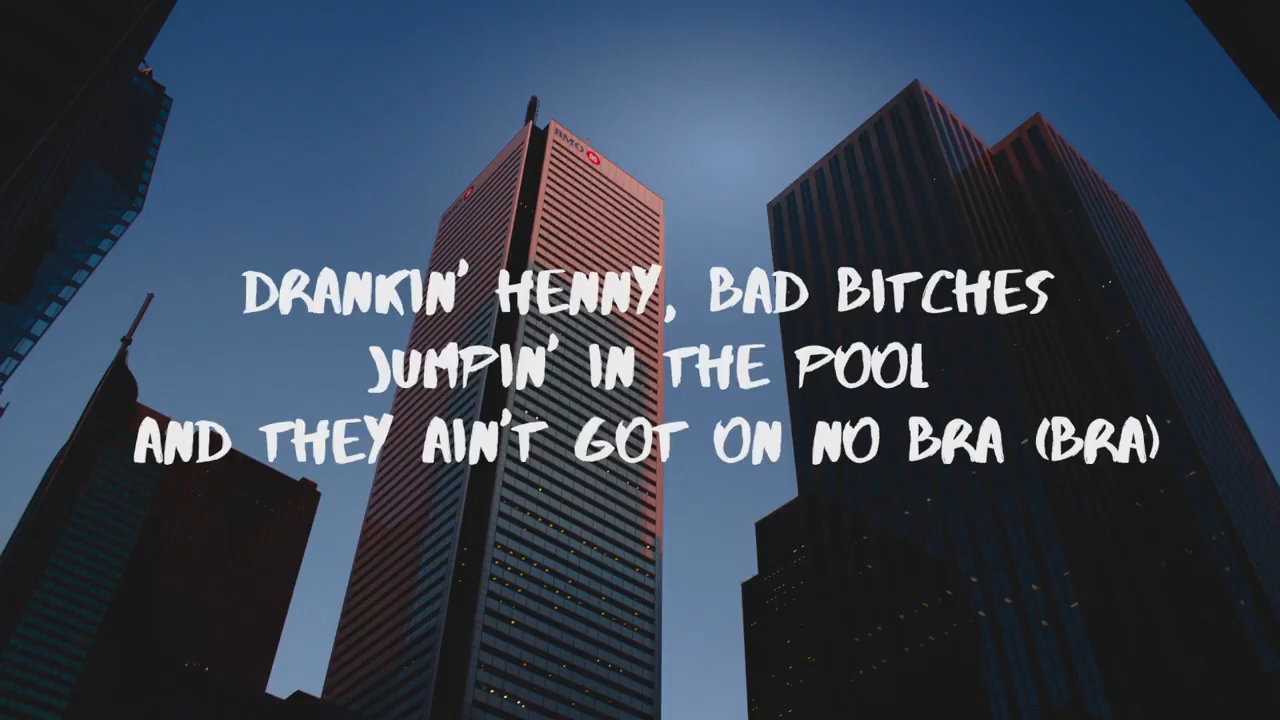 BMO
DRANKIN' HENNY, BAD BITCHES
JUMPIN' IN THE POOL
AND THEY AIN'T GOT ON NO BRA (BRA)